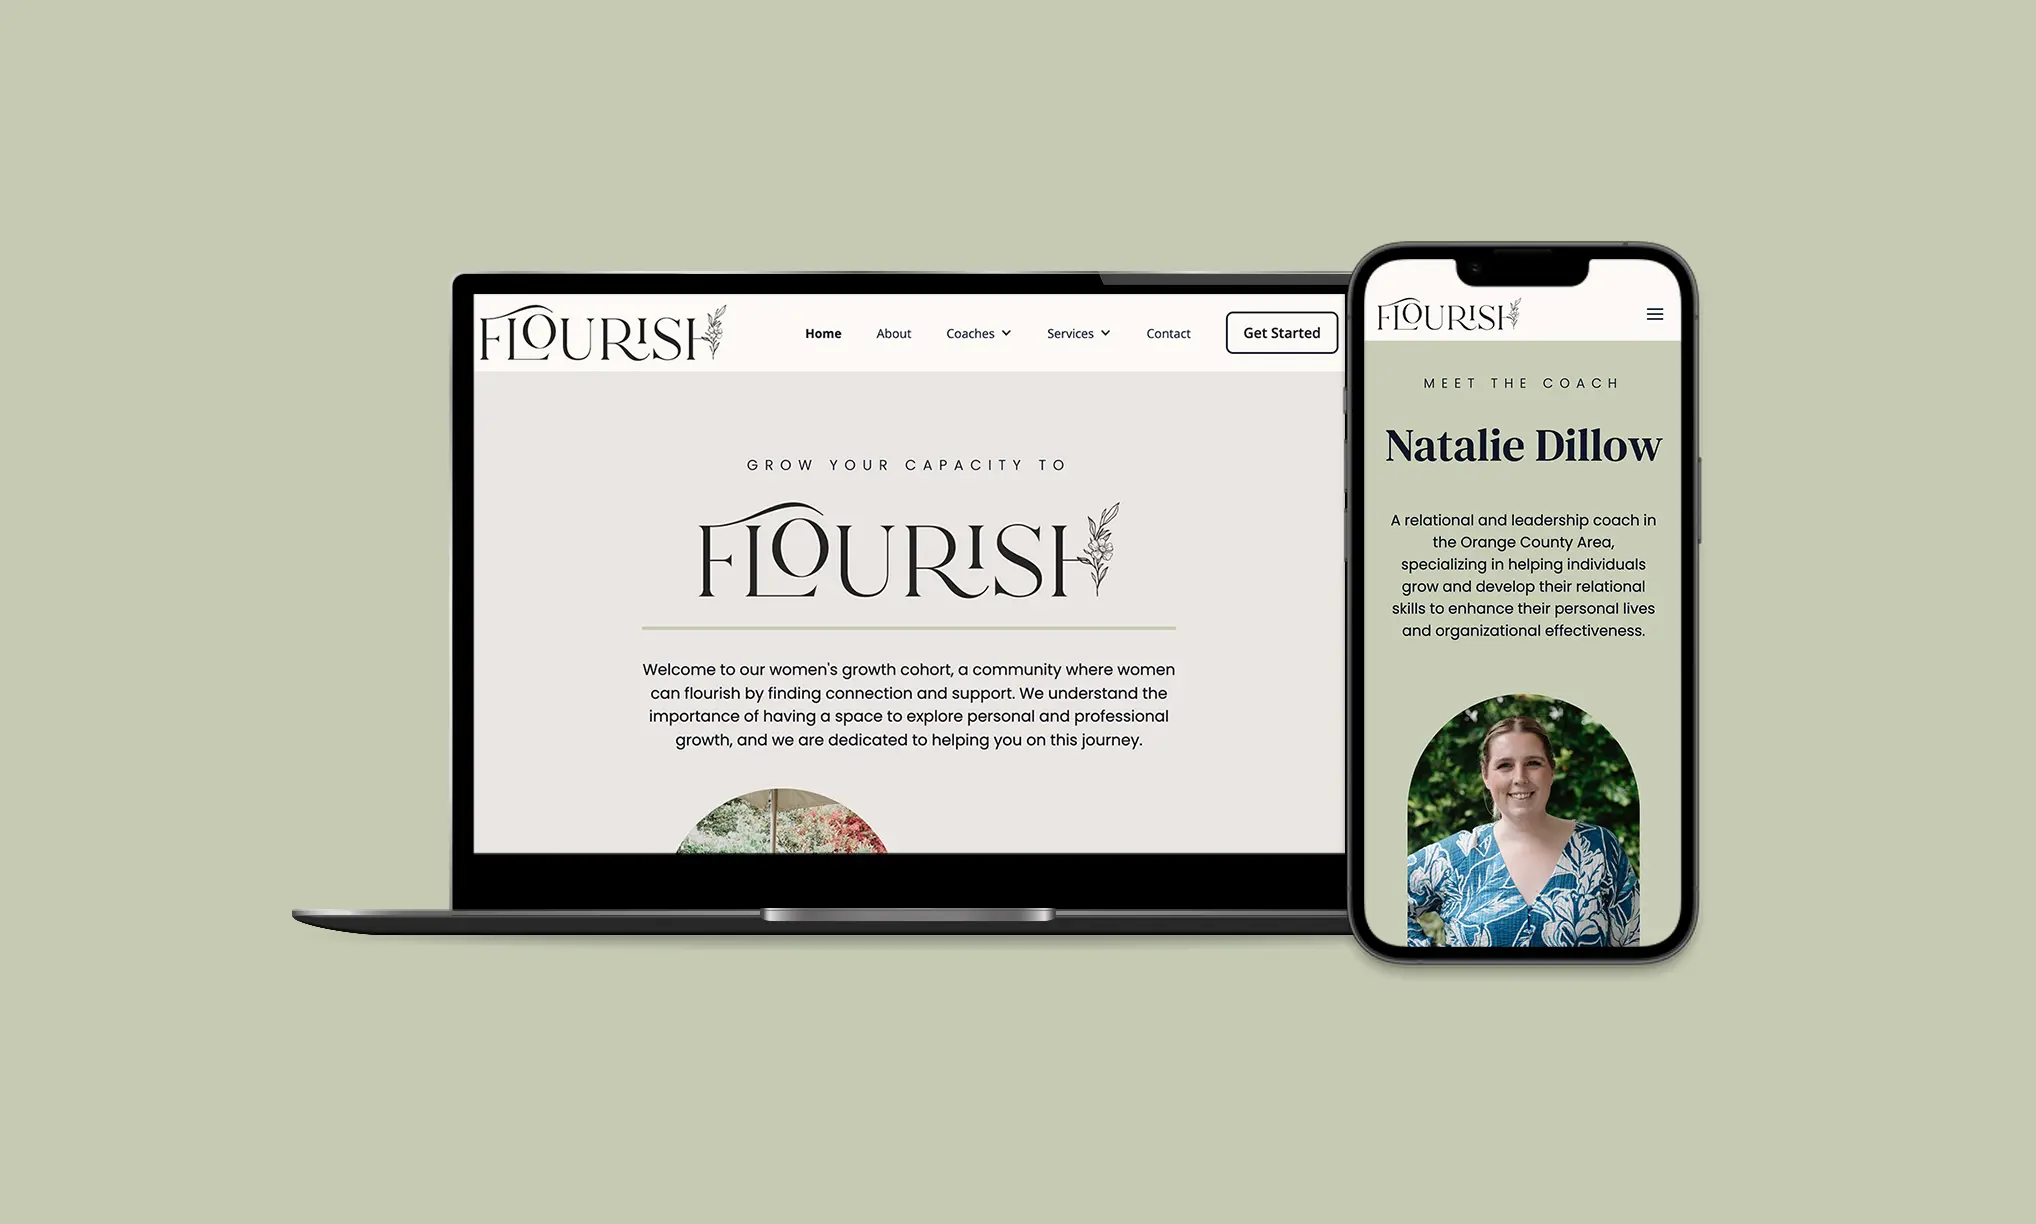 FLOURISH
Home About Coaches Services Contact Get Started
GROW YOUR CAPACITY TO
FLOURISH
Welcome to our women's growth cohort, a community where women
can flourish by finding connection and support. We understand the
importance of having a space to explore personal and professional
growth, and we are dedicated to helping you on this journey.
FLOURISH
MEET THE COACH
Natalie Dillow
A relational and leadership coach in
the Orange County Area,
specializing in helping individuals
grow and develop their relational
skills to enhance their personal lives
and organizational effectiveness.